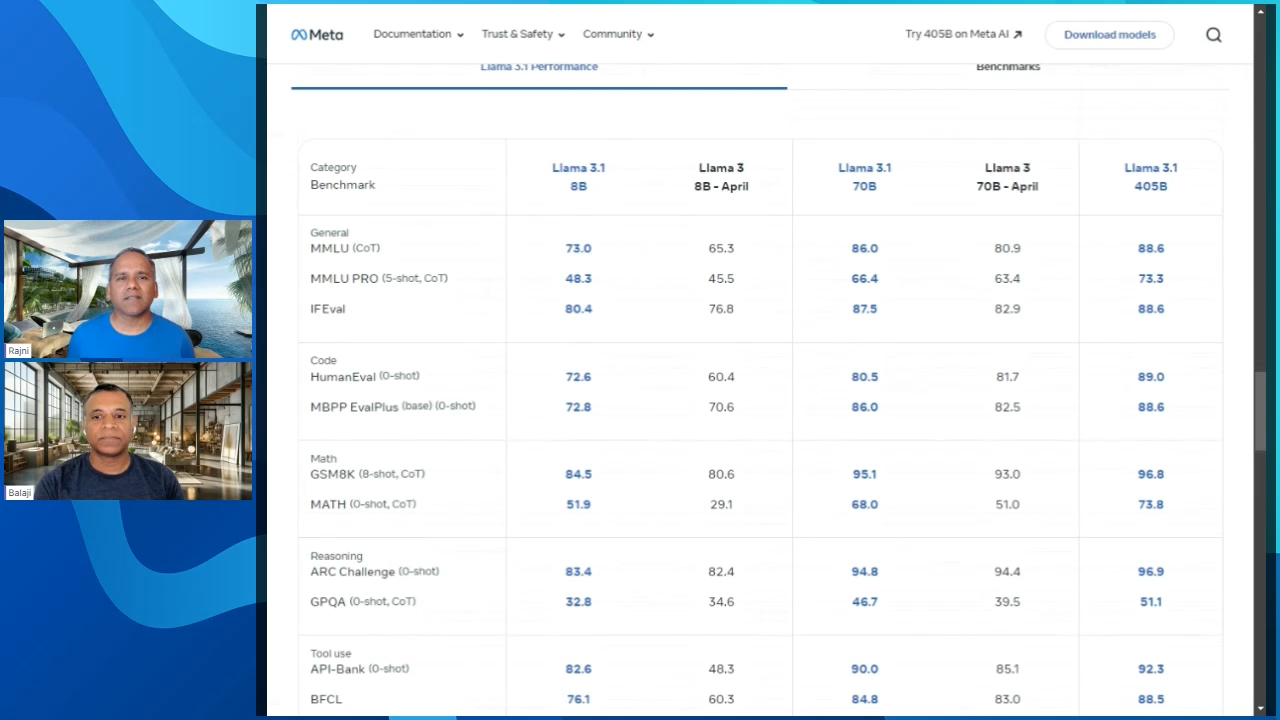 Meta
Documentation
Trust & Safety
Community
Try 405B on Meta AI
Download models
Llama 3.1 Performance
Benchmarks
Category
Benchmark
Llama 3.1
8B
Llama 3
8B - April
Llama 3.1
70B
Llama 3
70B - April
Llama 3.1
405B
General
MMLU (CoT) 73.0 65.3 86.0 80.9 88.6
MMLU PRO (5-shot, CoT) 48.3 45.5 66.4 63.4 73.3
IFEval 80.4 76.8 87.5 82.9 88.6
Code
HumanEval (0-shot) 72.6 60.4 80.5 81.7 89.0
MBPP EvalPlus (base) (0-shot) 72.8 70.6 86.0 82.5 88.6
Math
GSM8K (8-shot, CoT) 84.5 80.6 95.1 93.0 96.8
MATH (0-shot, CoT) 51.9 29.1 68.0 51.0 73.8
Reasoning
ARC Challenge (0-shot) 83.4 82.4 94.8 94.4 96.9
GPQA (0-shot, CoT) 32.8 34.6 46.7 39.5 51.1
Tool use
API-Bank (0-shot) 82.6 48.3 90.0 85.1 92.3
BFCL 76.1 60.3 84.8 83.0 88.5
Rajni
Balaji